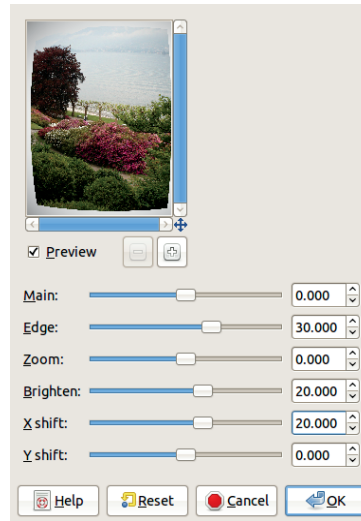 Preview
Main: 0.000
Edge: 30.000
Zoom: 0.000
Brighten: 20.000
X shift: 20.000
Y shift: 0.000
Help Reset Cancel OK